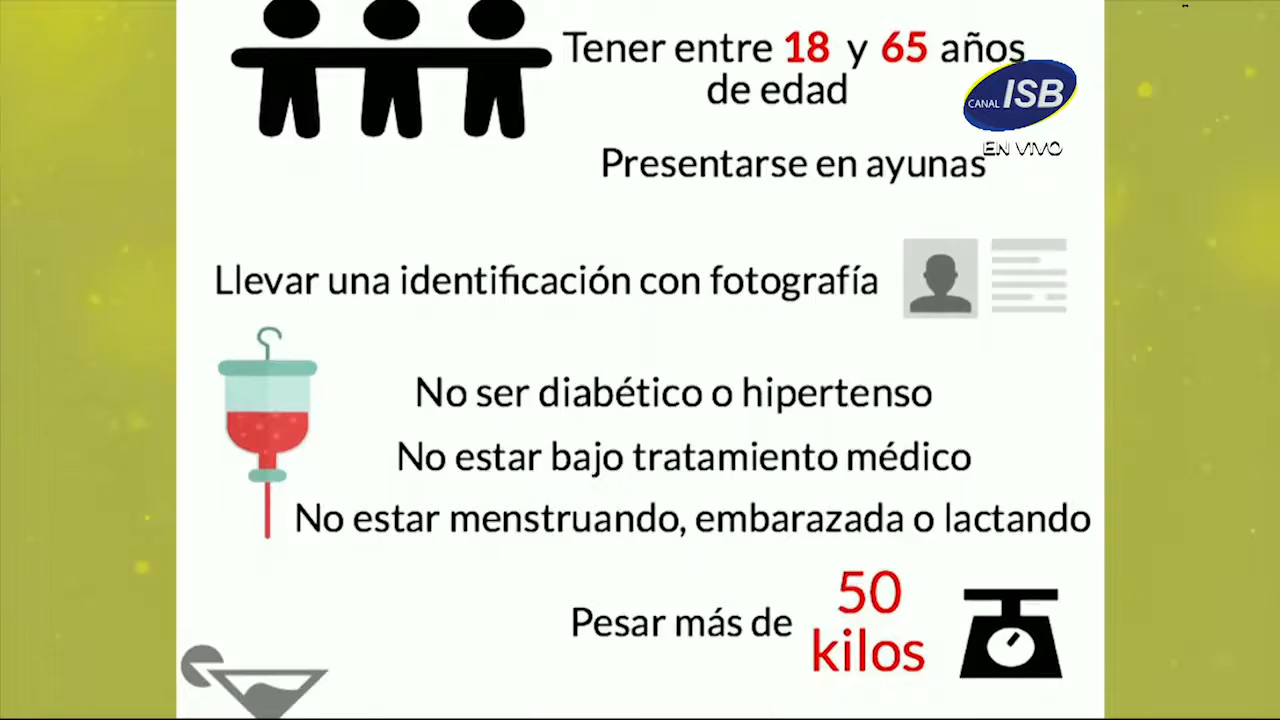 Tener entre 18 y 65 años
de edad
CANAL ISB
EN VIVO
Presentarse en ayunas
Llevar una identificación con fotografía
No ser diabético o hipertenso
No estar bajo tratamiento médico
No estar menstruando, embarazada o lactando
Pesar más de 50
kilos